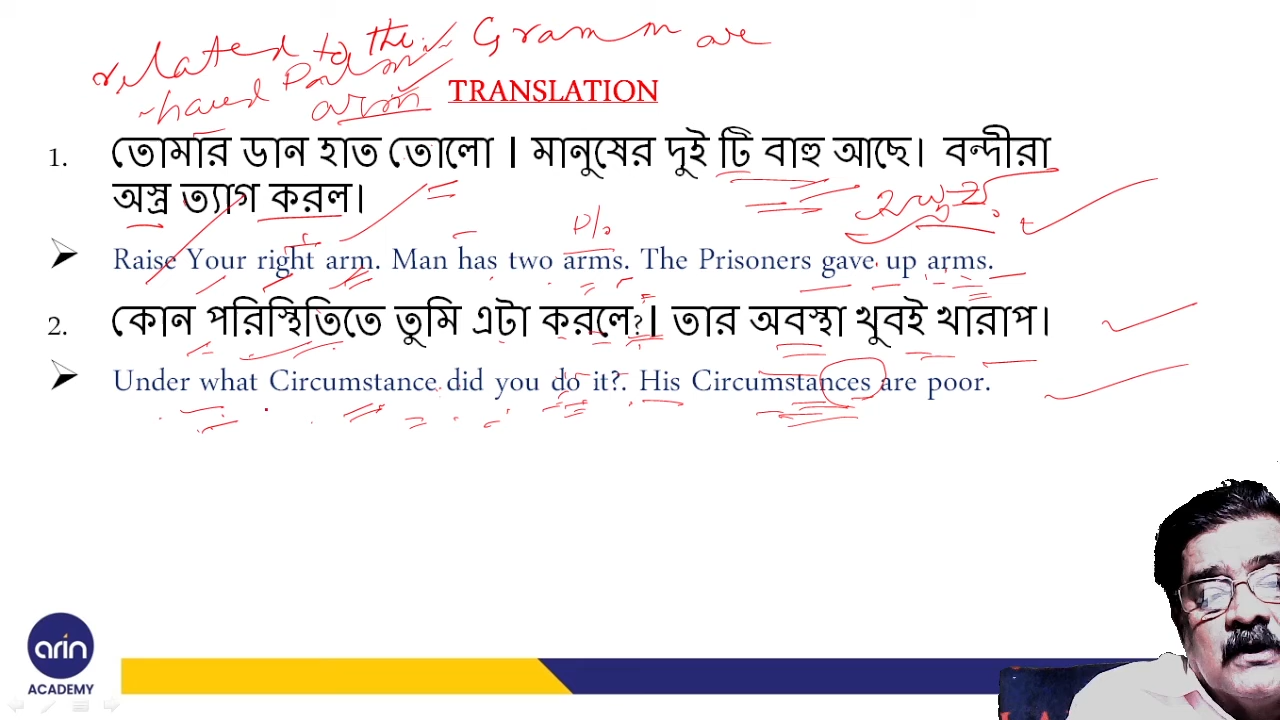 related to the Gramm are
TRANSLATION
arm
1. তোমার ডান হাত তোলো । মানুষের দুই টি বাহু আছে। বন্দীরা
অস্ত্র ত্যাগ করল।
Raise Your right arm. Man has two arms. The Prisoners gave up arms.
2. কোন পরিস্থিতিতে তুমি এটা করলে?। তার অবস্থা খুবই খারাপ।
Under what Circumstance did you do it?. His Circumstances are poor.
arin
ACADEMY